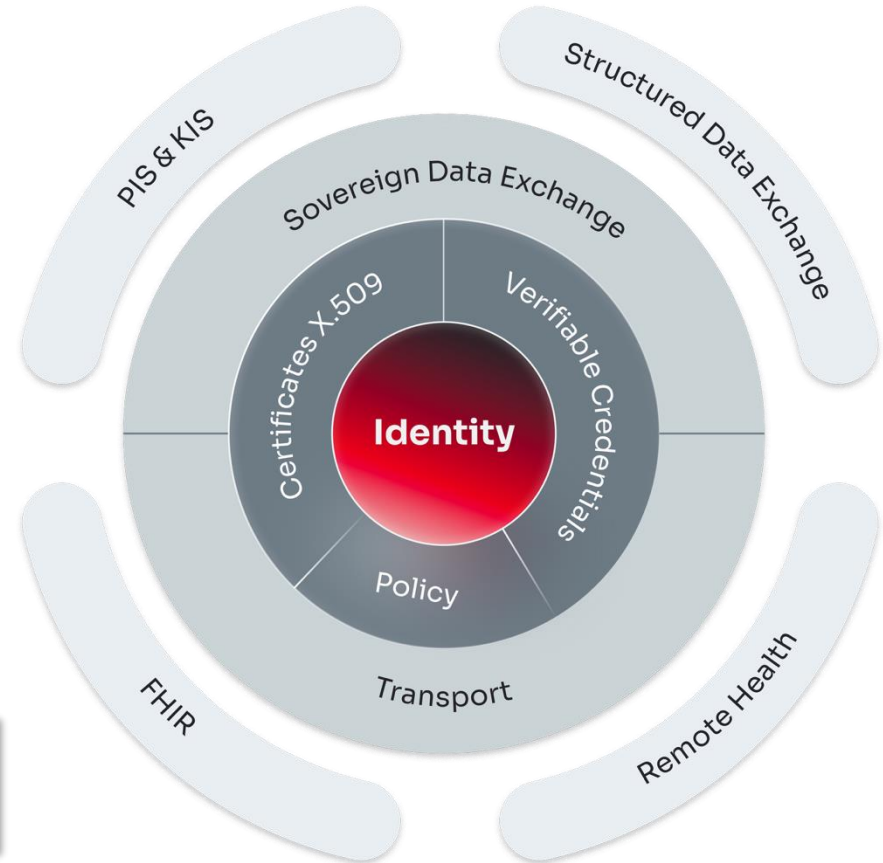 PIS & KIS
Structured Data Exchange
Sovereign Data Exchange
Certificates X.509
Verifiable Credentials
Identity
Policy
Transport
FHIR
Remote Health